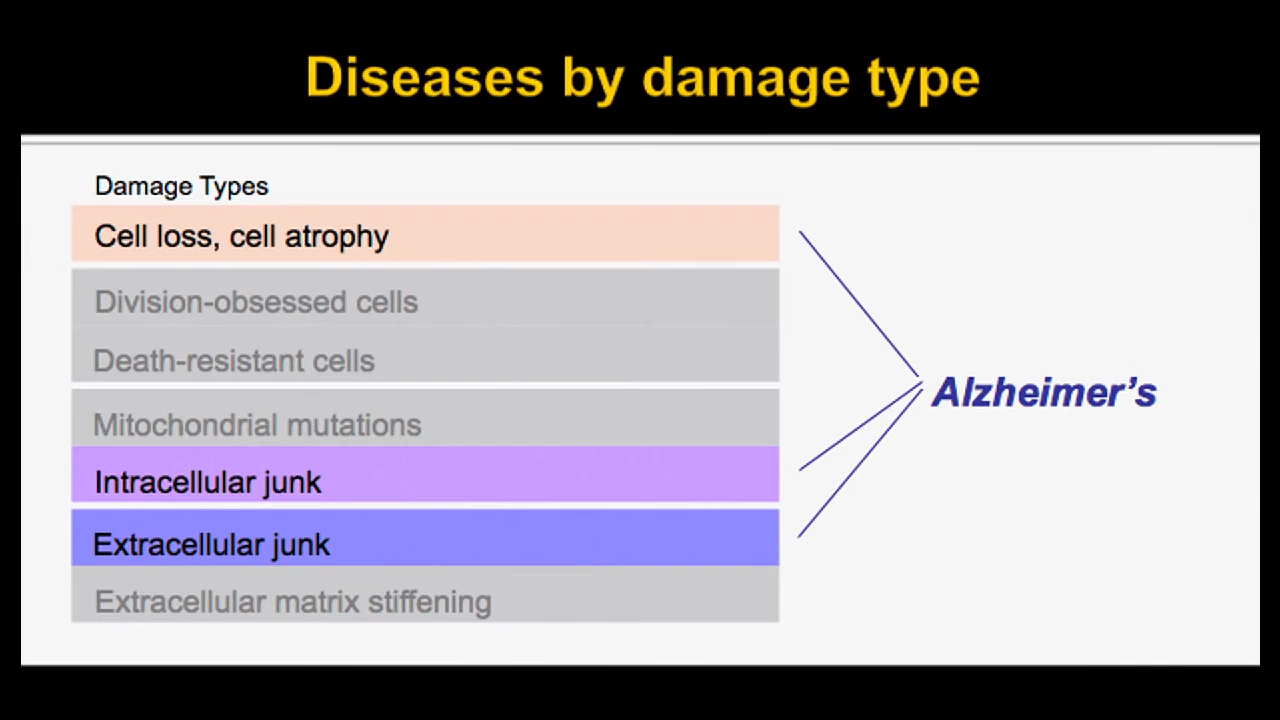 Diseases by damage type
Damage Types
Cell loss, cell atrophy
Division-obsessed cells
Death-resistant cells
Mitochondrial mutations
Intracellular junk
Extracellular junk
Extracellular matrix stiffening
Alzheimer’s